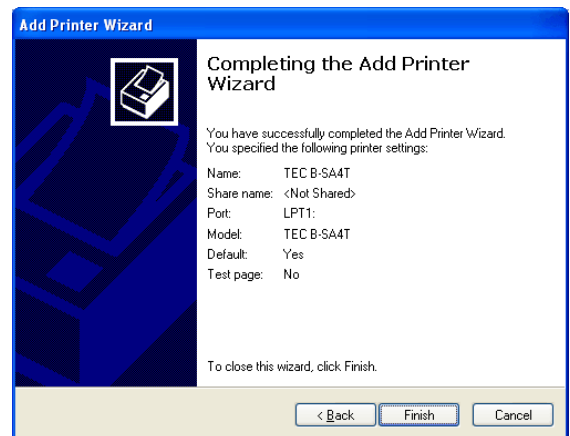 Add Printer Wizard
Completing the Add Printer
Wizard
You have successfully completed the Add Printer Wizard.
You specified the following printer settings:
Name: TEC B-SA4T
Share name: <Not Shared>
Port: LPT1:
Model: TEC B-SA4T
Default: Yes
Test page: No
To close this wizard, click Finish.
< Back Finish Cancel